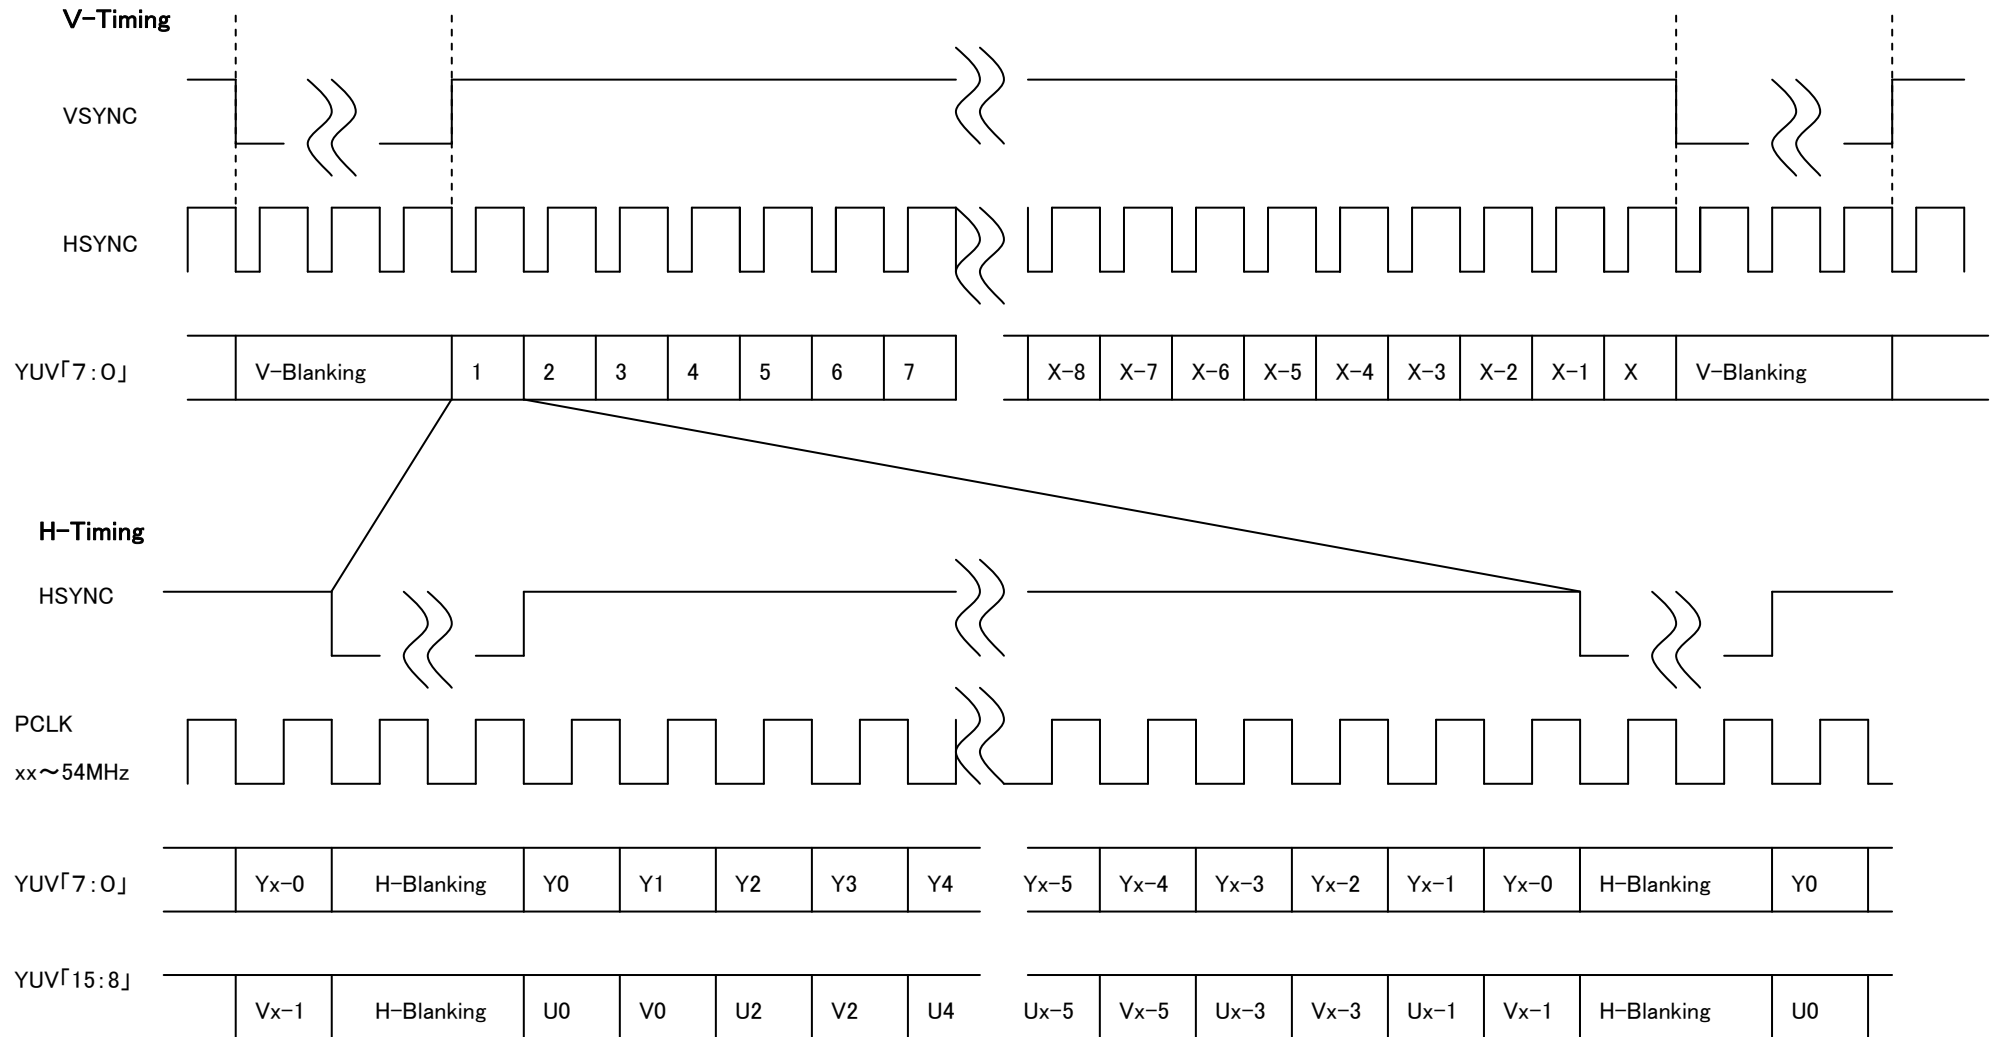 V-Timing
VSYNC
HSYNC
YUV「7:0」 V-Blanking 1 2 3 4 5 6 7 X-8 X-7 X-6 X-5 X-4 X-3 X-2 X-1 X V-Blanking
H-Timing
HSYNC
PCLK
xx～54MHz
YUV「7:0」 Yx-0 H-Blanking Y0 Y1 Y2 Y3 Y4 Yx-5 Yx-4 Yx-3 Yx-2 Yx-1 Yx-0 H-Blanking Y0
YUV「15:8」 Vx-1 H-Blanking U0 V0 U2 V2 U4 Ux-5 Vx-5 Ux-3 Vx-3 Ux-1 Vx-1 H-Blanking U0